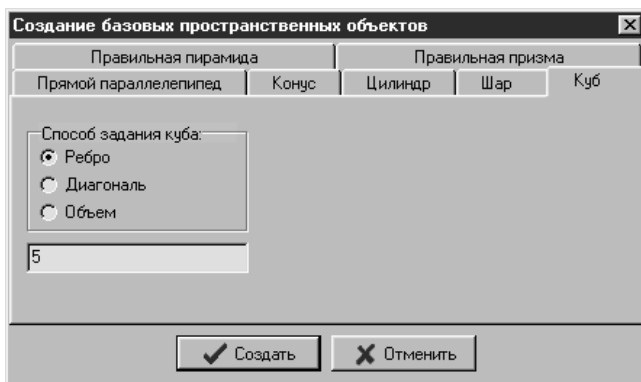 Создание базовых пространственных объектов
Правильная пирамида Правильная призма
Прямой параллелепипед Конус Цилиндр Шар Куб
Способ задания куба:
Ребро
Диагональ
Объем
5
Создать Отменить